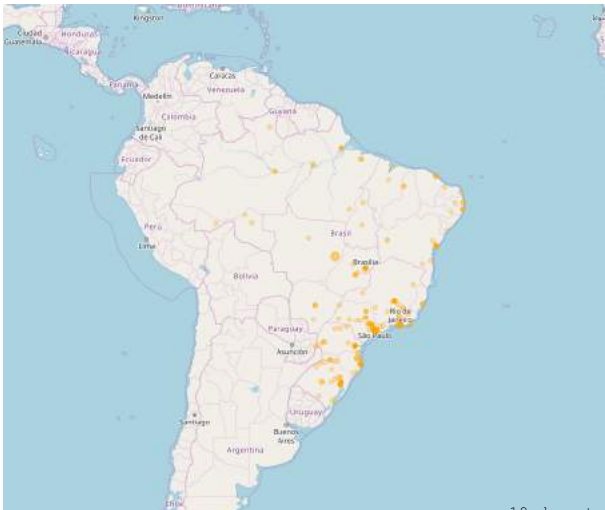 Kingston
Ciudad
Guatemala
Honduras
Nicaragua
Panamá
Caracas
Medellín
Venezuela
Guyana
Colombia
Santiago
de Cali
Ecuador
Perú
Lima
Brasil
Brasília
Bolivia
Rio de
Janeiro
São Paulo
Paraguay
Asunción
Uruguay
Santiago
Buenos
Aires
Argentina